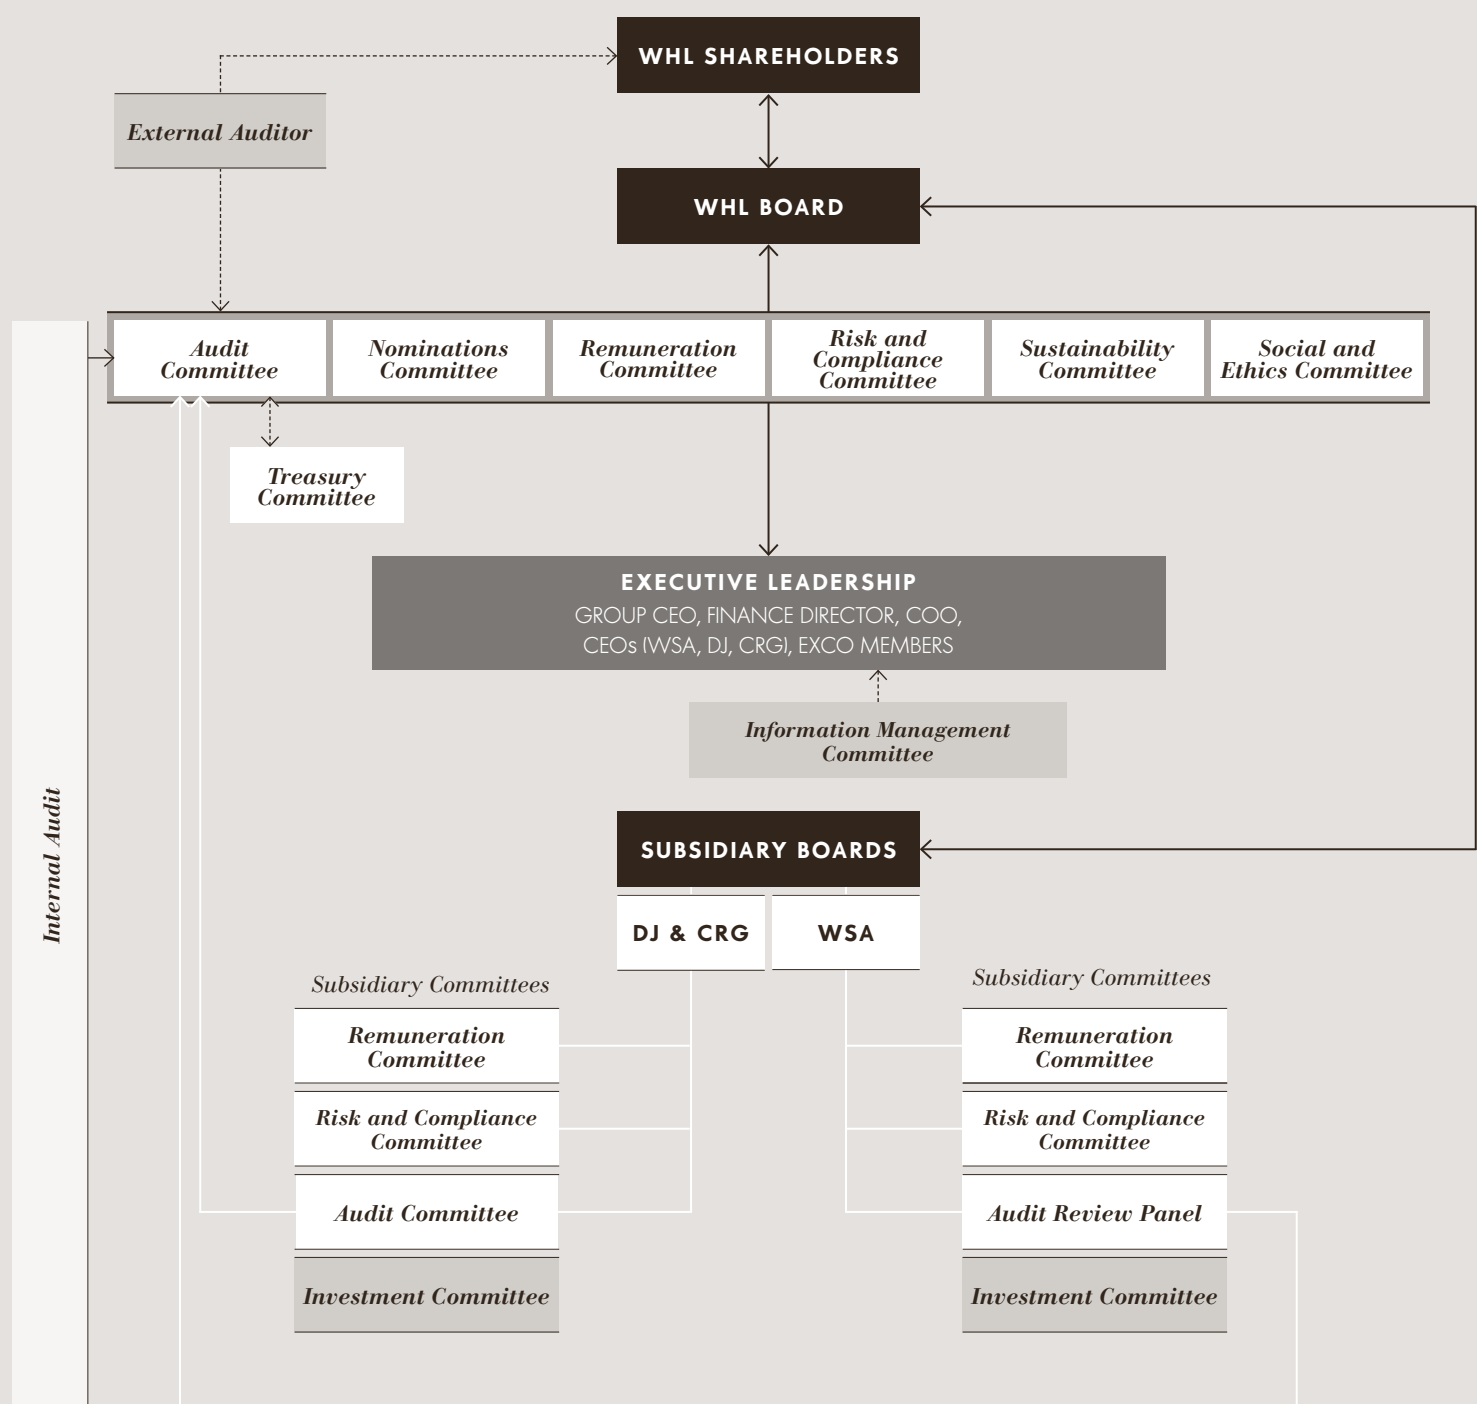 WHL SHAREHOLDERS
External Auditor
WHL BOARD
Audit
Committee
Nominations
Committee
Remuneration
Committee
Risk and
Compliance
Committee
Sustainability
Committee
Social and
Ethics Committee
Treasury
Committee
EXECUTIVE LEADERSHIP
GROUP CEO, FINANCE DIRECTOR, COO,
CEOs (WSA, DJ, CRG), EXCO MEMBERS
Information Management
Committee
Internal Audit
SUBSIDIARY BOARDS
DJ & CRG
WSA
Subsidiary Committees
Remuneration
Committee
Risk and Compliance
Committee
Audit Committee
Investment Committee
Subsidiary Committees
Remuneration
Committee
Risk and Compliance
Committee
Audit Review Panel
Investment Committee